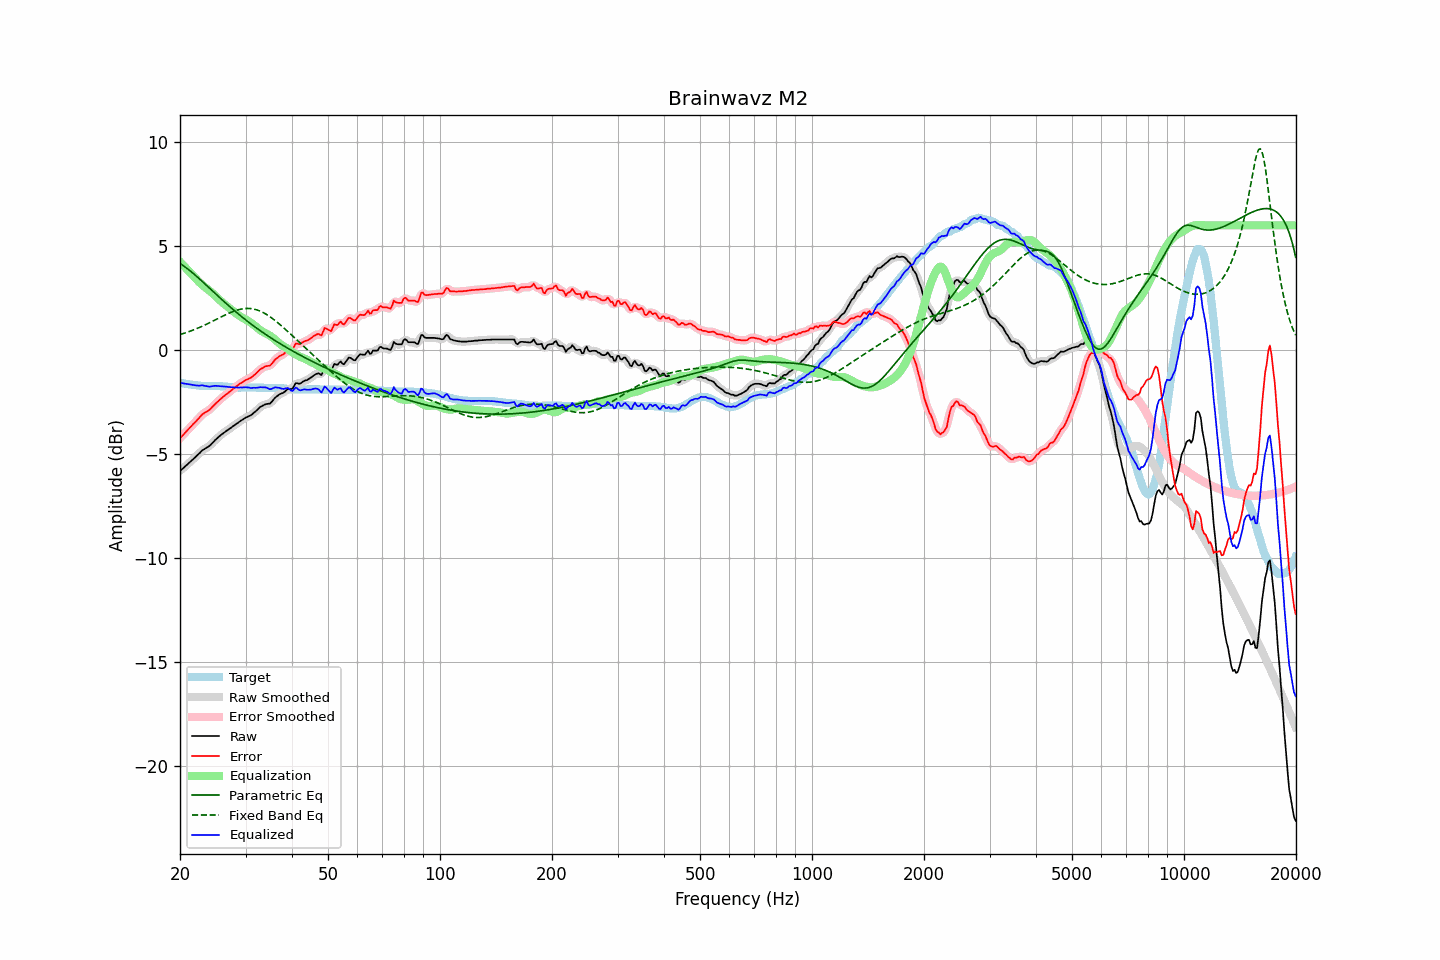 Brainwavz M2
10
5
0
−5
−10
−15
−20
Amplitude (dBr)
Target
Raw Smoothed
Error Smoothed
Raw
Error
Equalization
Parametric Eq
Fixed Band Eq
Equalized
20 50 100 200 500 1000 2000 5000 10000 20000
Frequency (Hz)